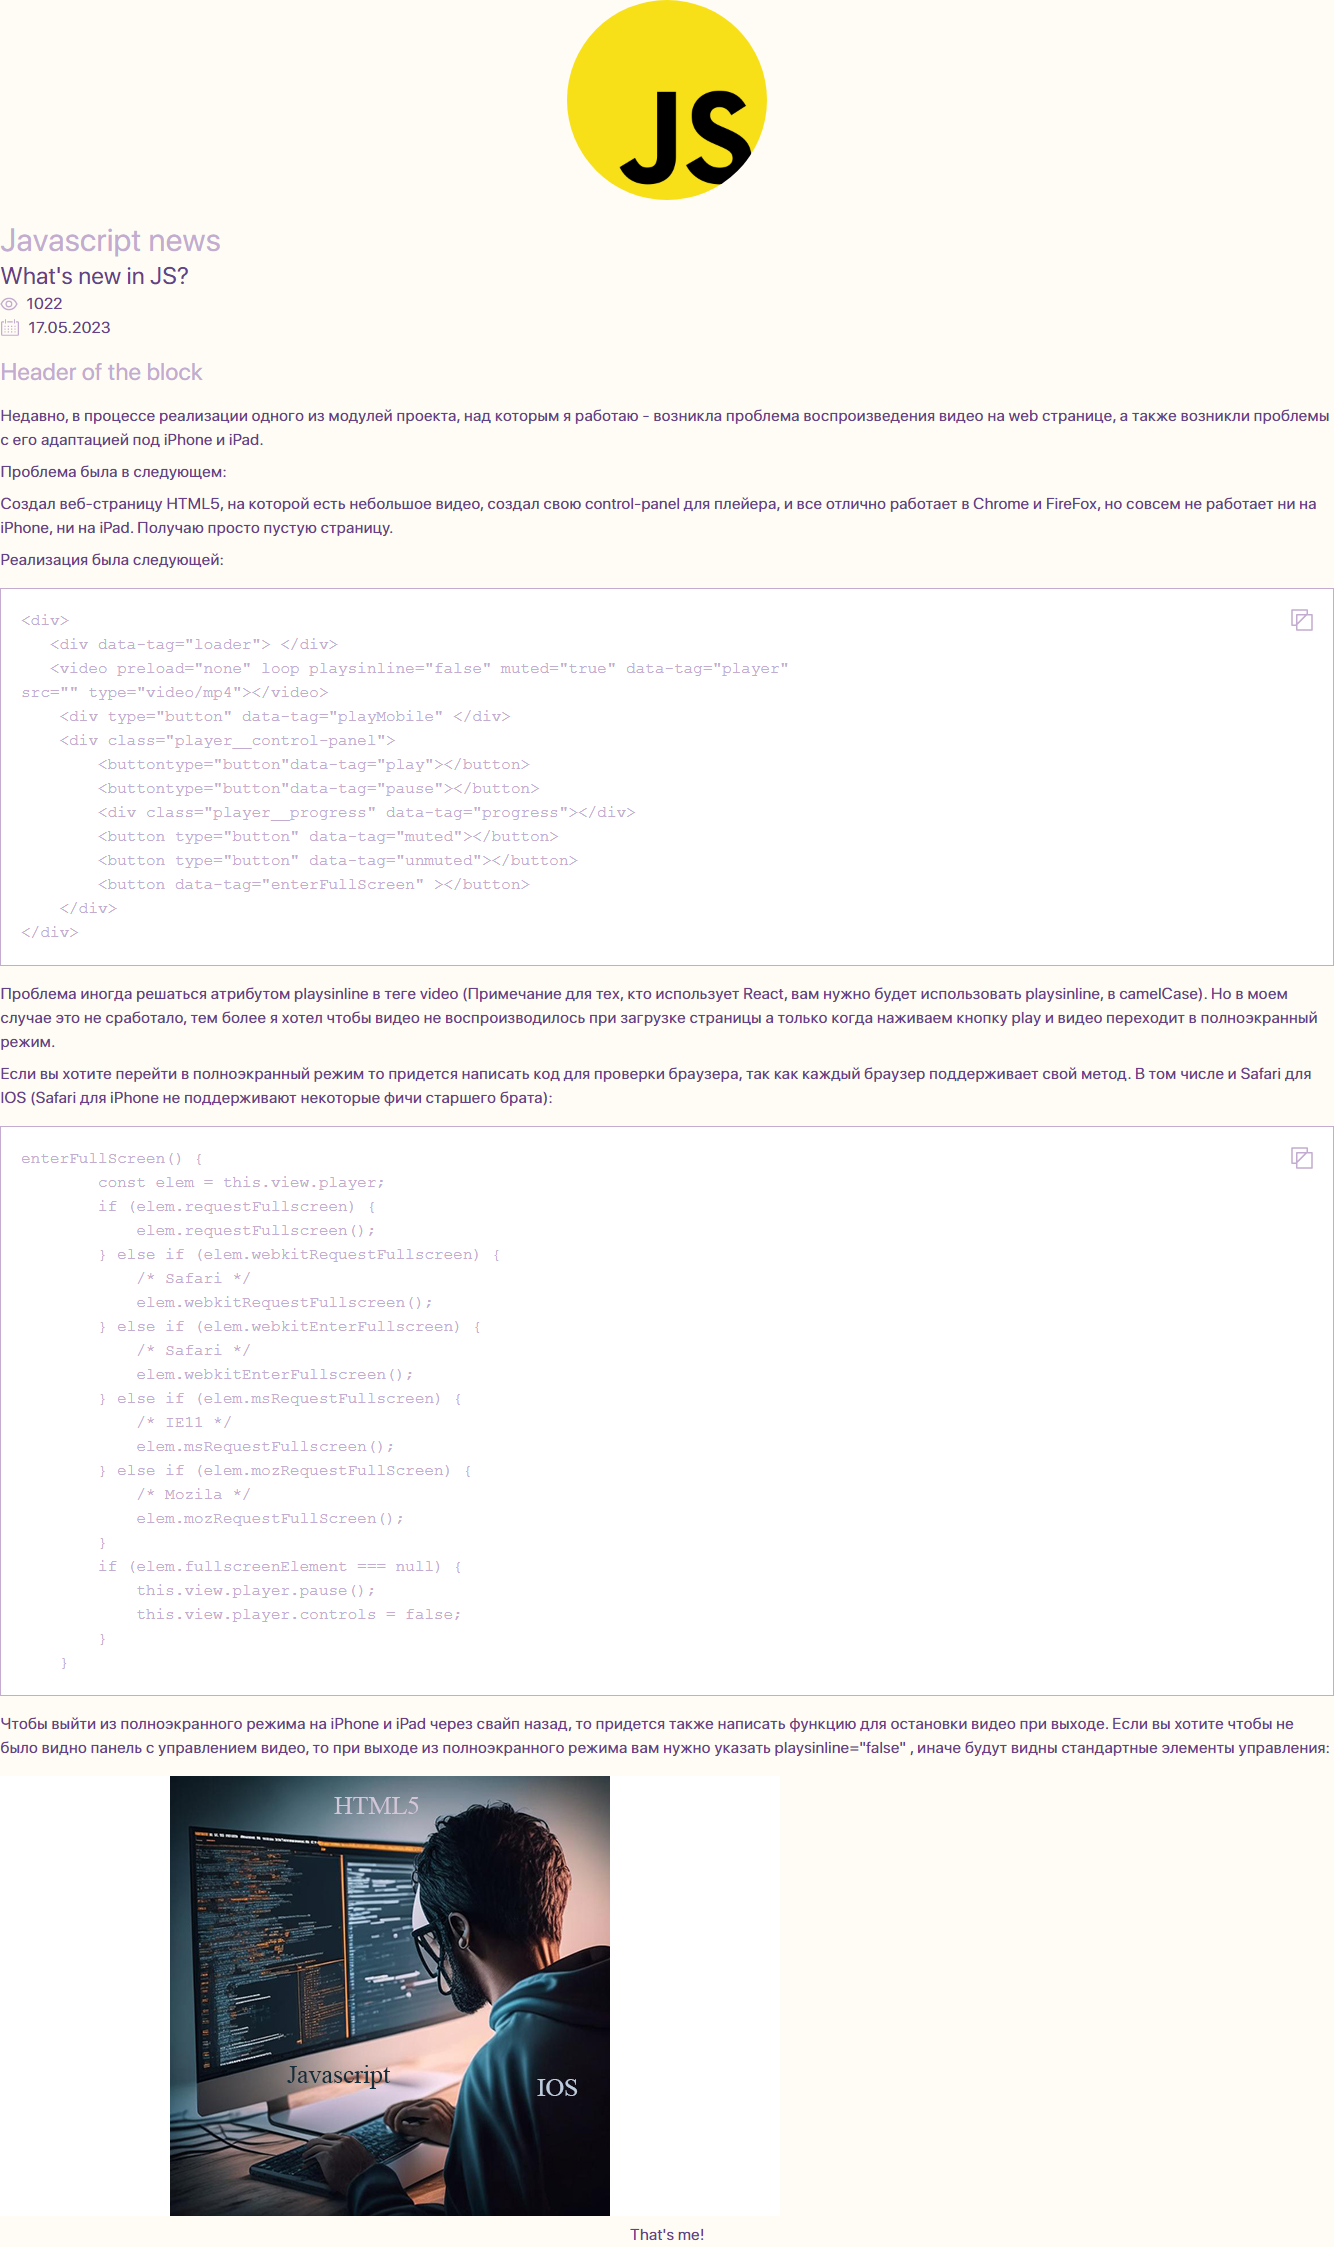 JS
Javascript news
What's new in JS?
1022
17.05.2023
Header of the block
Недавно, в процессе реализации одного из модулей проекта, над которым я работаю - возникла проблема воспроизведения видео на web странице, а также возникли проблемы
с его адаптацией под iPhone и iPad.
Проблема была в следующем:
Создал веб-страницу HTML5, на которой есть небольшое видео, создал свою control-panel для плейера, и все отлично работает в Chrome и FireFox, но совсем не работает ни на
iPhone, ни на iPad. Получаю просто пустую страницу.
Реализация была следующей:
<div>
   <div data-tag="loader"> </div>
   <video preload="none" loop playsinline="false" muted="true" data-tag="player"
src="" type="video/mp4"></video>
    <div type="button" data-tag="playMobile" </div>
    <div class="player__control-panel">
        <buttontype="button"data-tag="play"></button>
        <buttontype="button"data-tag="pause"></button>
        <div class="player__progress" data-tag="progress"></div>
        <button type="button" data-tag="muted"></button>
        <button type="button" data-tag="unmuted"></button>
        <button data-tag="enterFullScreen" ></button>
    </div>
</div>
Проблема иногда решаться атрибутом playsinline в теге video (Примечание для тех, кто использует React, вам нужно будет использовать playsinline, в camelCase). Но в моем
случае это не сработало, тем более я хотел чтобы видео не воспроизводилось при загрузке страницы а только когда наживаем кнопку play и видео переходит в полноэкранный
режим.
Если вы хотите перейти в полноэкранный режим то придется написать код для проверки браузера, так как каждый браузер поддерживает свой метод. В том числе и Safari для
IOS (Safari для iPhone не поддерживают некоторые фичи старшего брата):
enterFullScreen() {
        const elem = this.view.player;
        if (elem.requestFullscreen) {
            elem.requestFullscreen();
        } else if (elem.webkitRequestFullscreen) {
            /* Safari */
            elem.webkitRequestFullscreen();
        } else if (elem.webkitEnterFullscreen) {
            /* Safari */
            elem.webkitEnterFullscreen();
        } else if (elem.msRequestFullscreen) {
            /* IE11 */
            elem.msRequestFullscreen();
        } else if (elem.mozRequestFullScreen) {
            /* Mozila */
            elem.mozRequestFullScreen();
        }
        if (elem.fullscreenElement === null) {
            this.view.player.pause();
            this.view.player.controls = false;
        }
    }
Чтобы выйти из полноэкранного режима на iPhone и iPad через свайп назад, то придется также написать функцию для остановки видео при выходе. Если вы хотите чтобы не
было видно панель с управлением видео, то при выходе из полноэкранного режима вам нужно указать playsinline="false" , иначе будут видны стандартные элементы управления:
HTML5
Javascript
IOS
That's me!